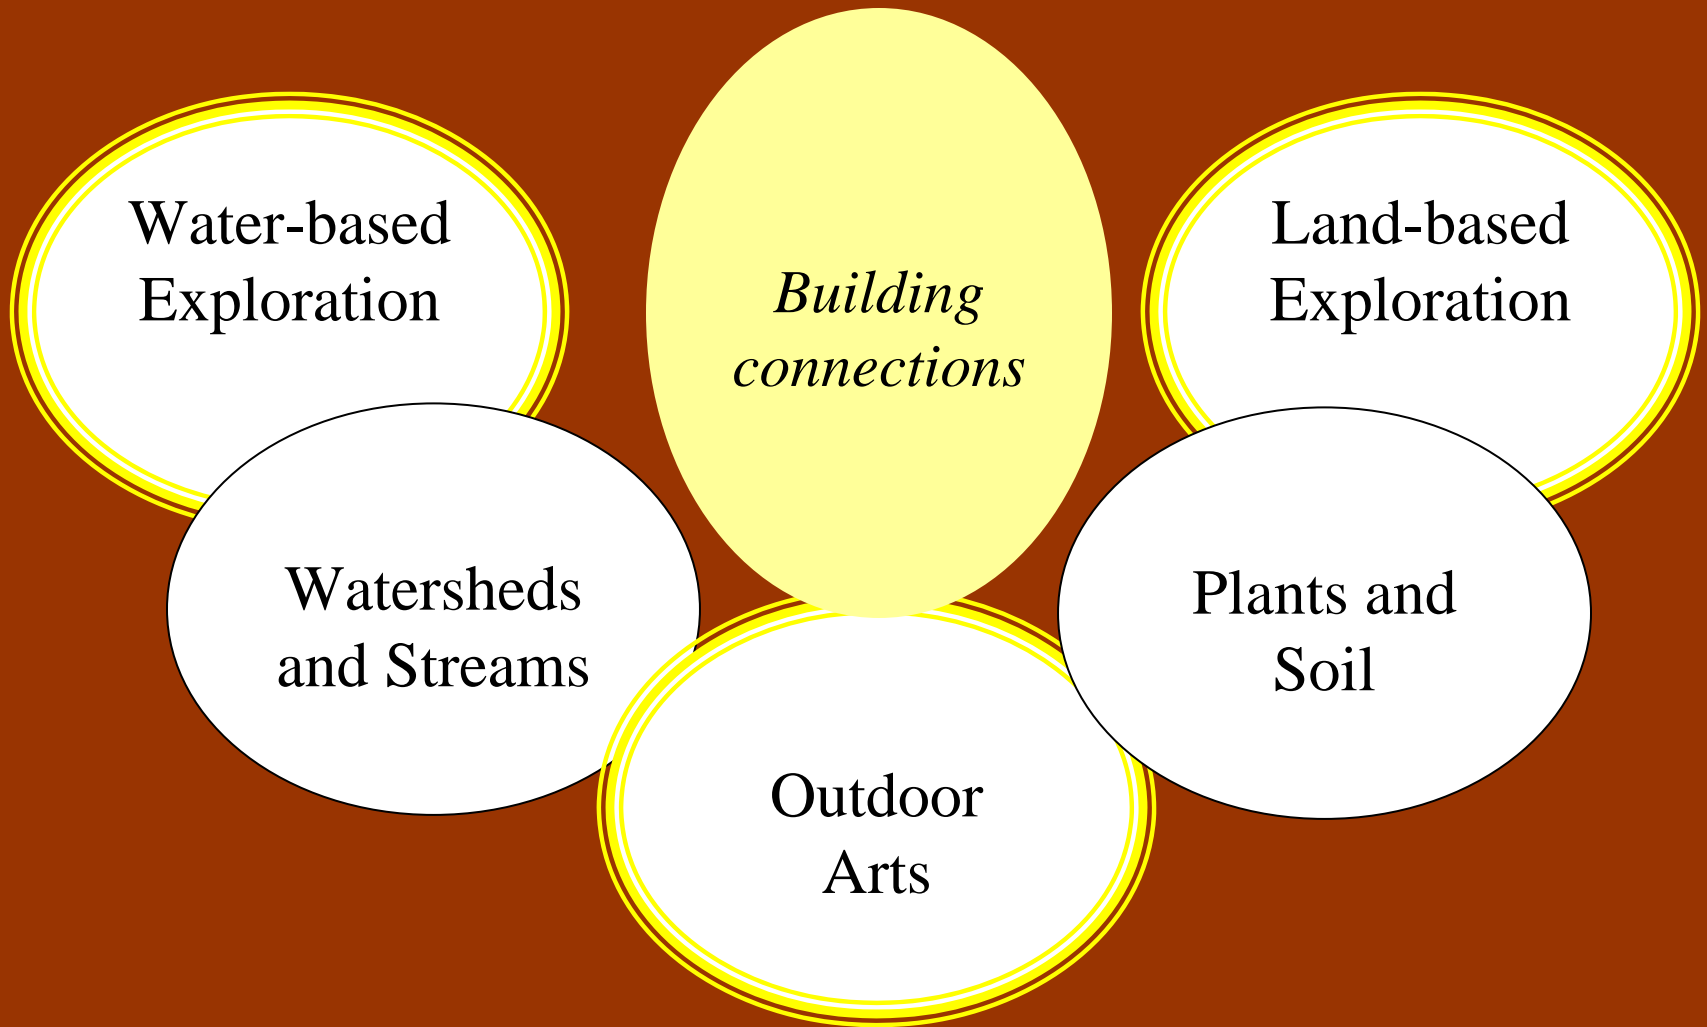 Water-based
Exploration
Building
connections
Land-based
Exploration
Watersheds
and Streams
Plants and
Soil
Outdoor
Arts